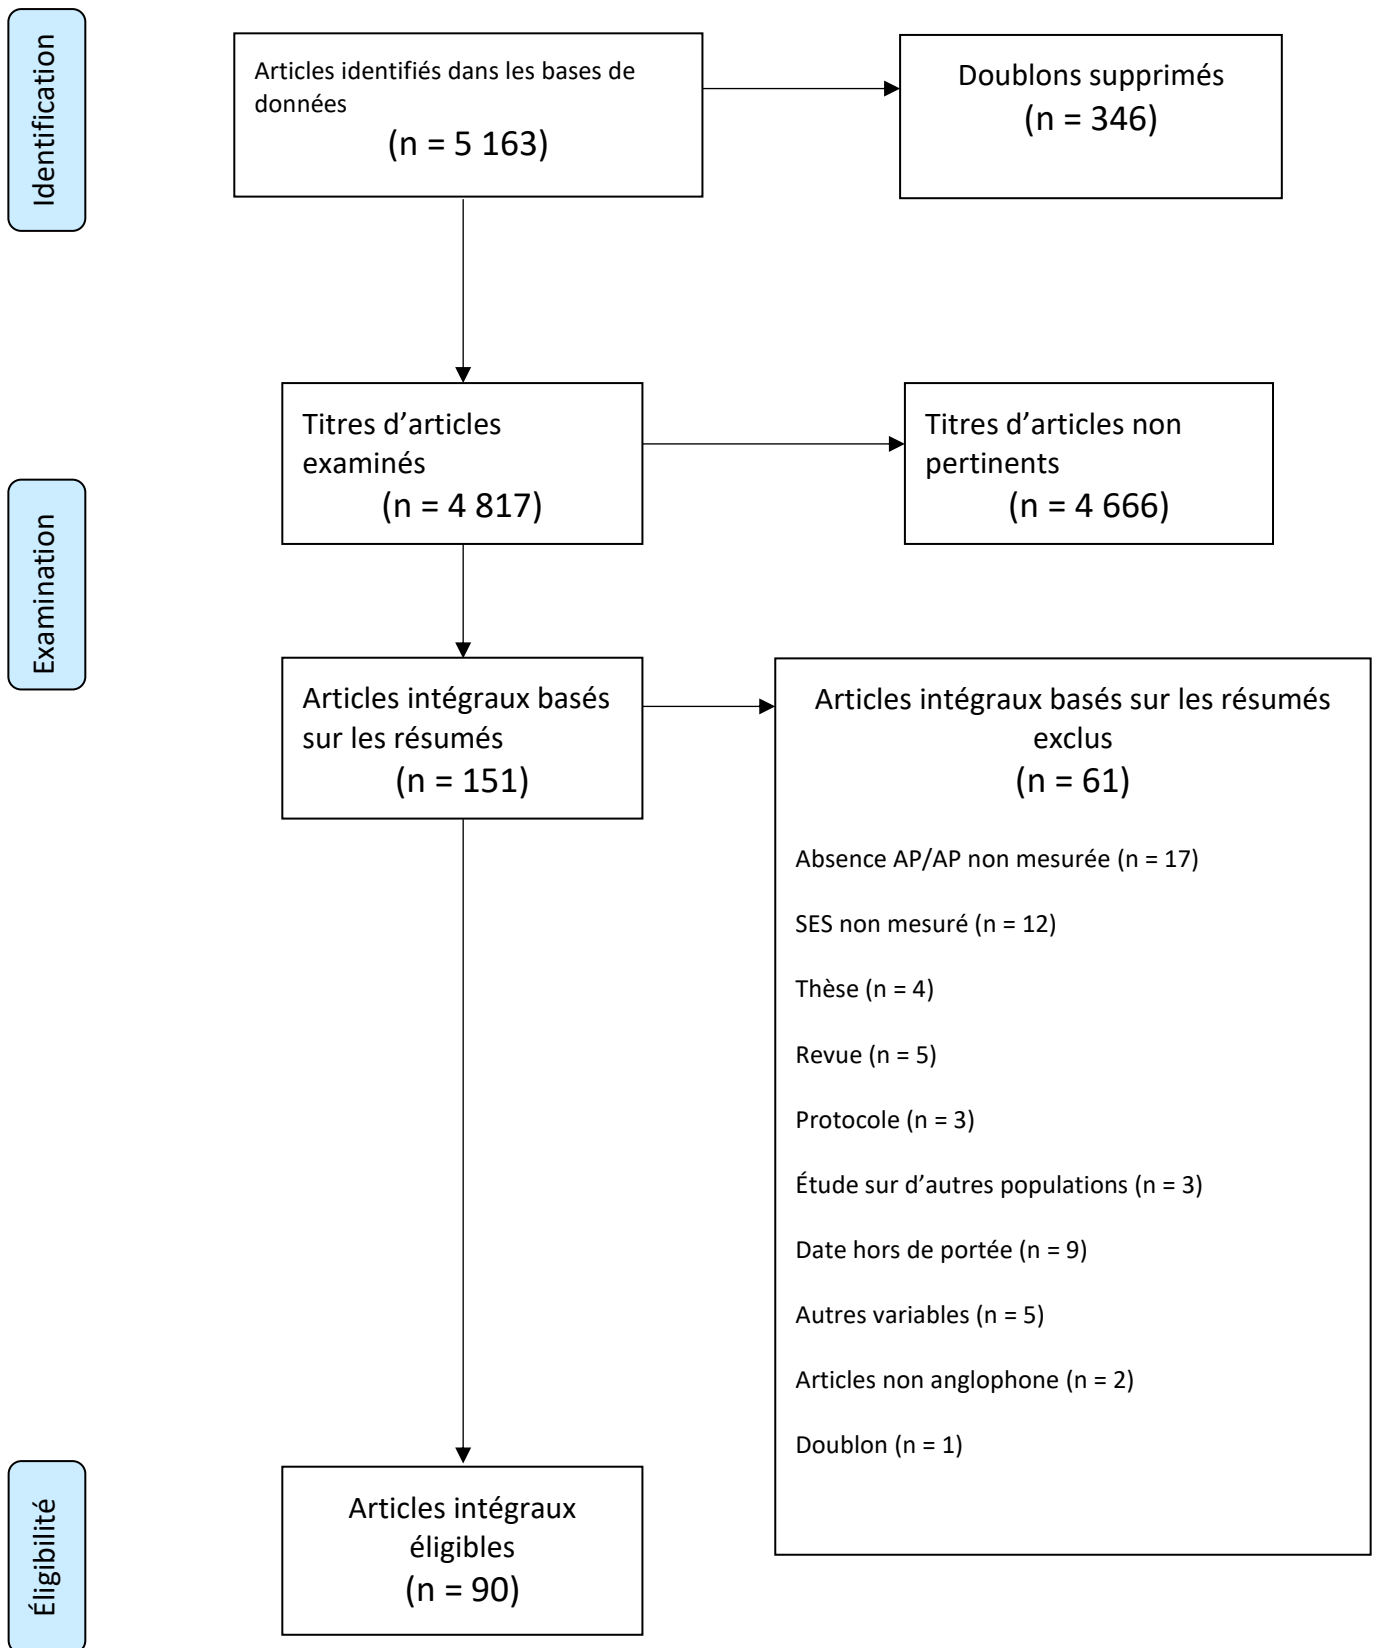 Identification
Articles identifiés dans les bases de
données
(n = 5 163)
Doublons supprimés
(n = 346)
Examination
Titres d’articles
examinés
(n = 4 817)
Titres d’articles non
pertinents
(n = 4 666)
Articles intégraux basés
sur les résumés
(n = 151)
Articles intégraux basés sur les résumés
exclus
(n = 61)
Absence AP/AP non mesurée (n = 17)
SES non mesuré (n = 12)
Thèse (n = 4)
Revue (n = 5)
Protocole (n = 3)
Étude sur d’autres populations (n = 3)
Date hors de portée (n = 9)
Autres variables (n = 5)
Articles non anglophone (n = 2)
Doublon (n = 1)
Éligibilité
Articles intégraux
éligibles
(n = 90)